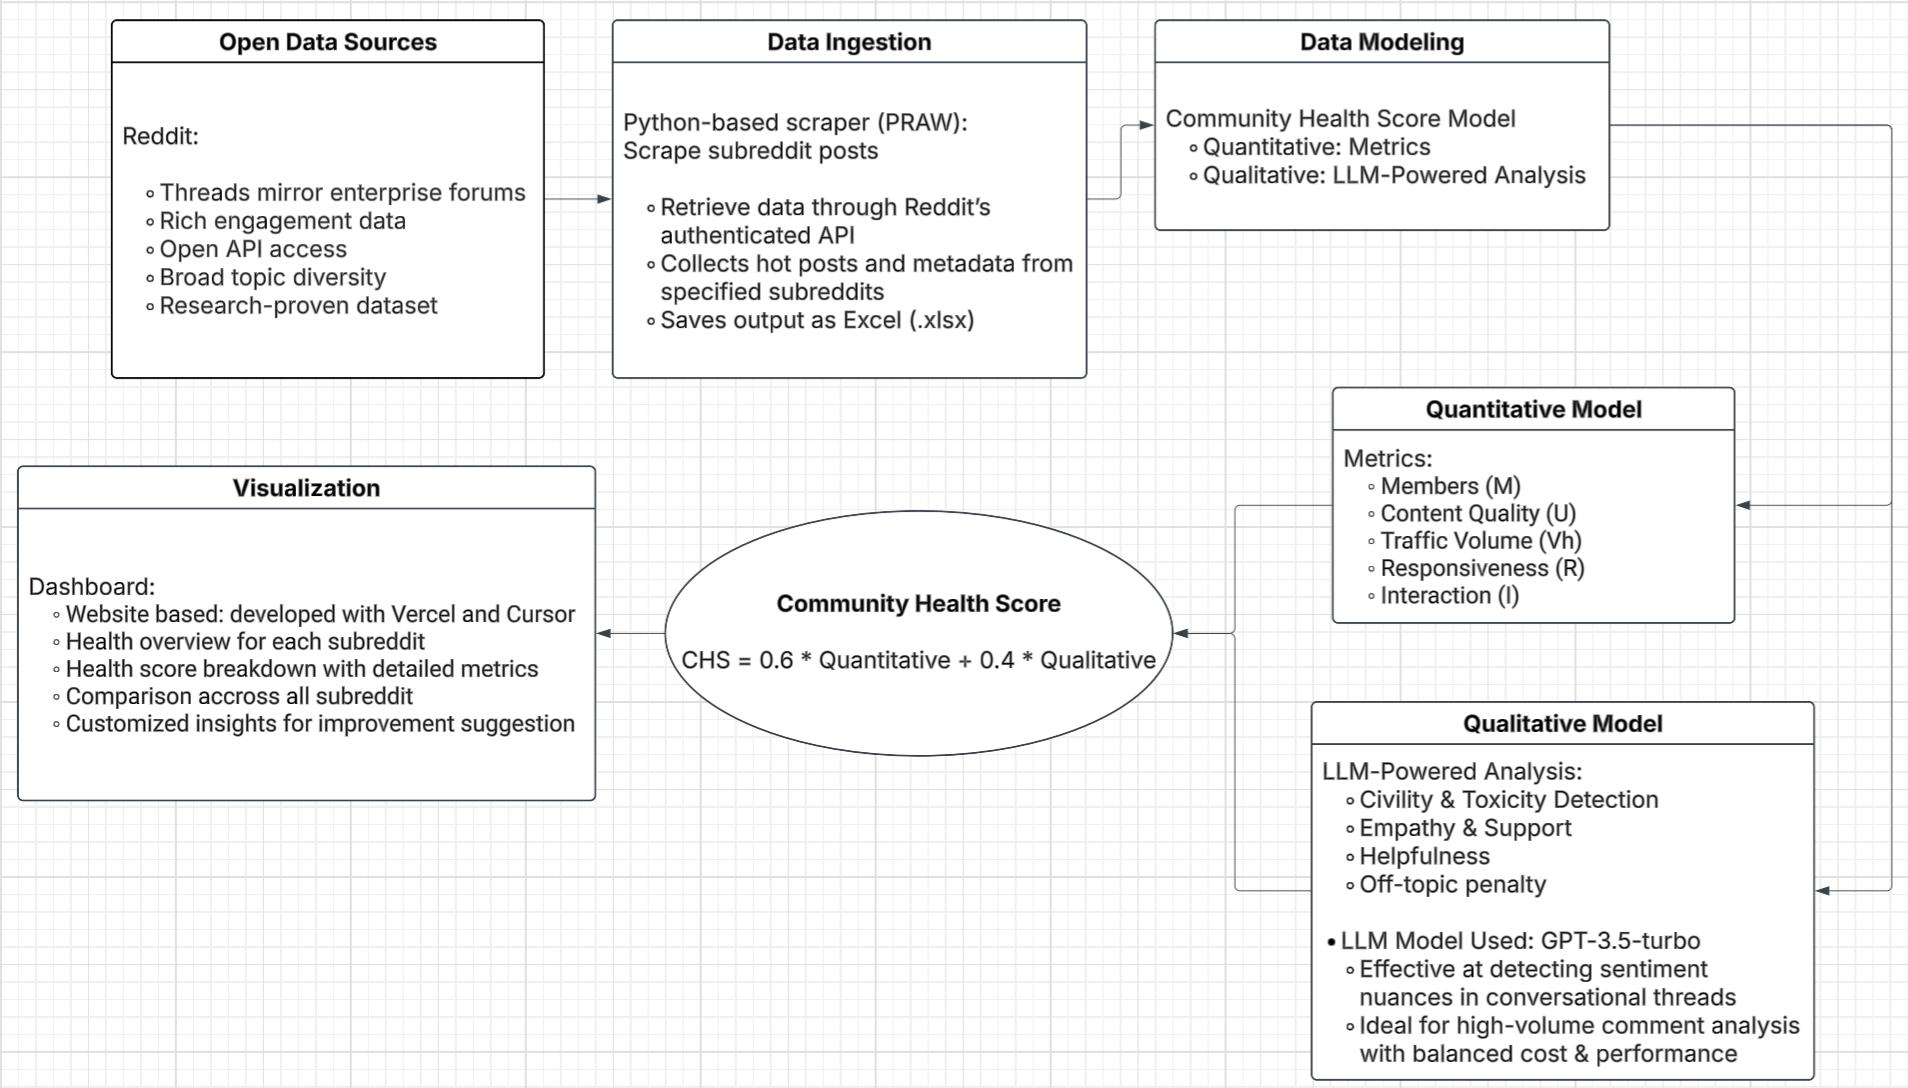 Open Data Sources
Reddit:
Threads mirror enterprise forums
Rich engagement data
Open API access
Broad topic diversity
Research-proven dataset
Data Ingestion
Python-based scraper (PRAW):
Scrape subreddit posts
Retrieve data through Reddit’s
authenticated API
Collects hot posts and metadata from
specified subreddits
Saves output as Excel (.xlsx)
Data Modeling
Community Health Score Model
Quantitative: Metrics
Qualitative: LLM-Powered Analysis
Quantitative Model
Metrics:
Members (M)
Content Quality (U)
Traffic Volume (Vh)
Responsiveness (R)
Interaction (I)
Qualitative Model
LLM-Powered Analysis:
Civility & Toxicity Detection
Empathy & Support
Helpfulness
Off-topic penalty
LLM Model Used: GPT-3.5-turbo
Effective at detecting sentiment
nuances in conversational threads
Ideal for high-volume comment analysis
with balanced cost & performance
Community Health Score
CHS = 0.6 * Quantitative + 0.4 * Qualitative
Visualization
Dashboard:
Website based: developed with Vercel and Cursor
Health overview for each subreddit
Health score breakdown with detailed metrics
Comparison accross all subreddit
Customized insights for improvement suggestion